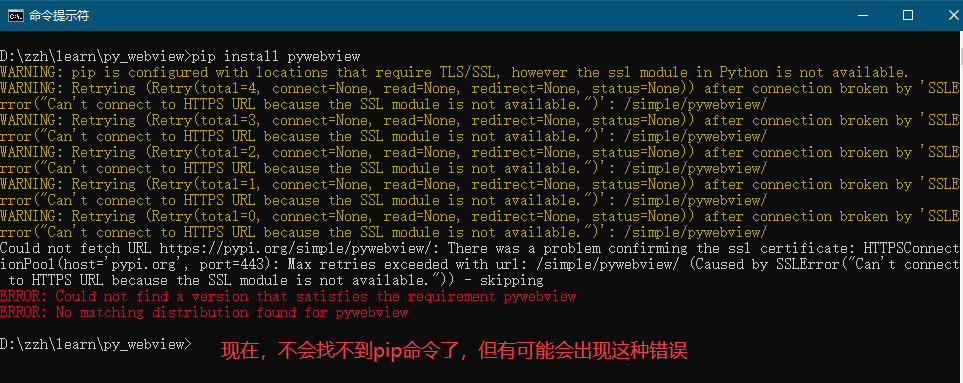 命令提示符
D:\zzh\learn\py_webview>pip install pywebview
WARNING: pip is configured with locations that require TLS/SSL, however the ssl module in Python is not available.
WARNING: Retrying (Retry(total=4, connect=None, read=None, redirect=None, status=None)) after connection broken by 'SSLE
rror("Can't connect to HTTPS URL because the SSL module is not available.")': /simple/pywebview/
WARNING: Retrying (Retry(total=3, connect=None, read=None, redirect=None, status=None)) after connection broken by 'SSLE
rror("Can't connect to HTTPS URL because the SSL module is not available.")': /simple/pywebview/
WARNING: Retrying (Retry(total=2, connect=None, read=None, redirect=None, status=None)) after connection broken by 'SSLE
rror("Can't connect to HTTPS URL because the SSL module is not available.")': /simple/pywebview/
WARNING: Retrying (Retry(total=1, connect=None, read=None, redirect=None, status=None)) after connection broken by 'SSLE
rror("Can't connect to HTTPS URL because the SSL module is not available.")': /simple/pywebview/
WARNING: Retrying (Retry(total=0, connect=None, read=None, redirect=None, status=None)) after connection broken by 'SSLE
rror("Can't connect to HTTPS URL because the SSL module is not available.")': /simple/pywebview/
Could not fetch URL https://pypi.org/simple/pywebview/: There was a problem confirming the ssl certificate: HTTPSConnect
ionPool(host='pypi.org', port=443): Max retries exceeded with url: /simple/pywebview/ (Caused by SSLError("Can't connect
 to HTTPS URL because the SSL module is not available.")) - skipping
ERROR: Could not find a version that satisfies the requirement pywebview
ERROR: No matching distribution found for pywebview
D:\zzh\learn\py_webview>
现在，不会找不到pip命令了，但有可能会出现这种错误